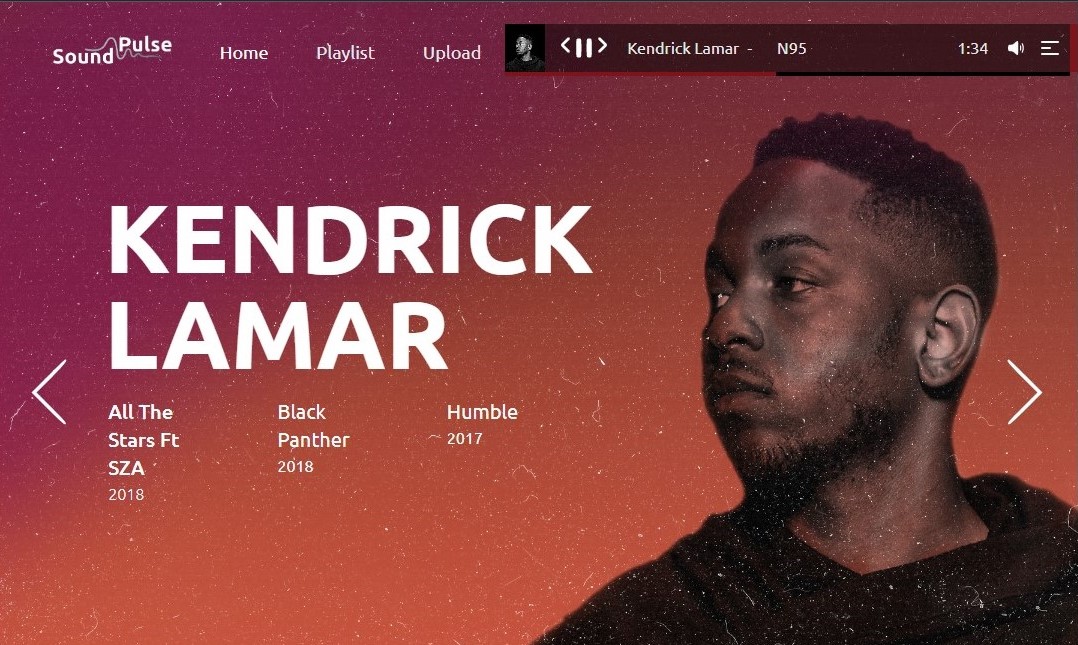 Sound Pulse
Home Playlist Upload
Kendrick Lamar - N95 1:34
KENDRICK
LAMAR
All The
Stars Ft
SZA
2018
Black
Panther
2018
Humble
2017